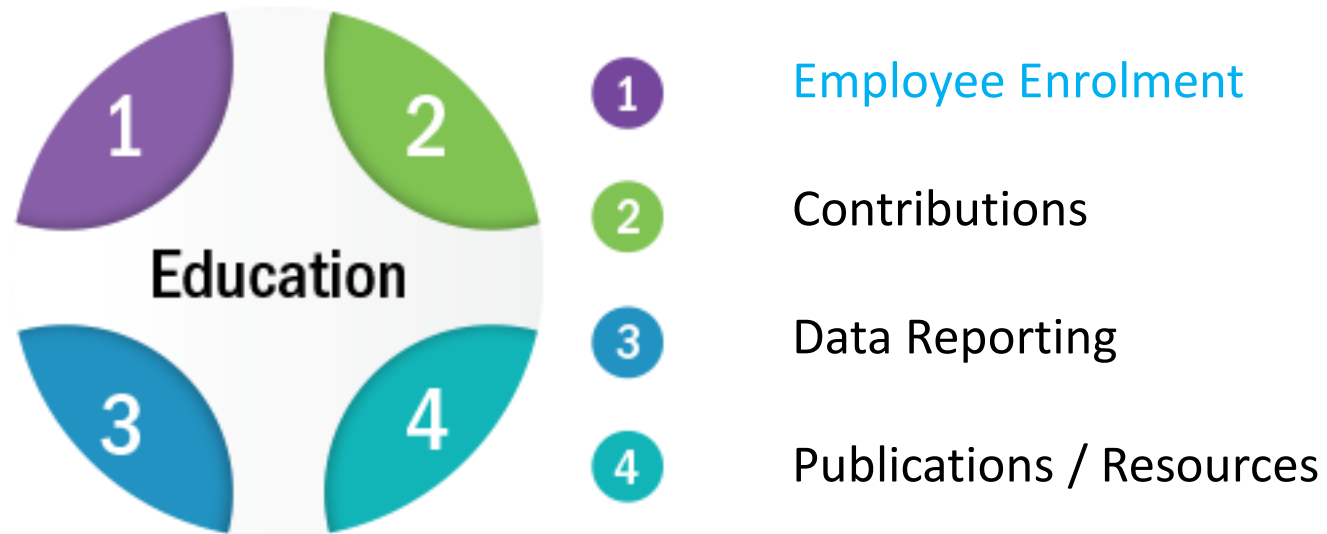 1
2
Education
3
4
1 Employee Enrolment
2 Contributions
3 Data Reporting
4 Publications / Resources